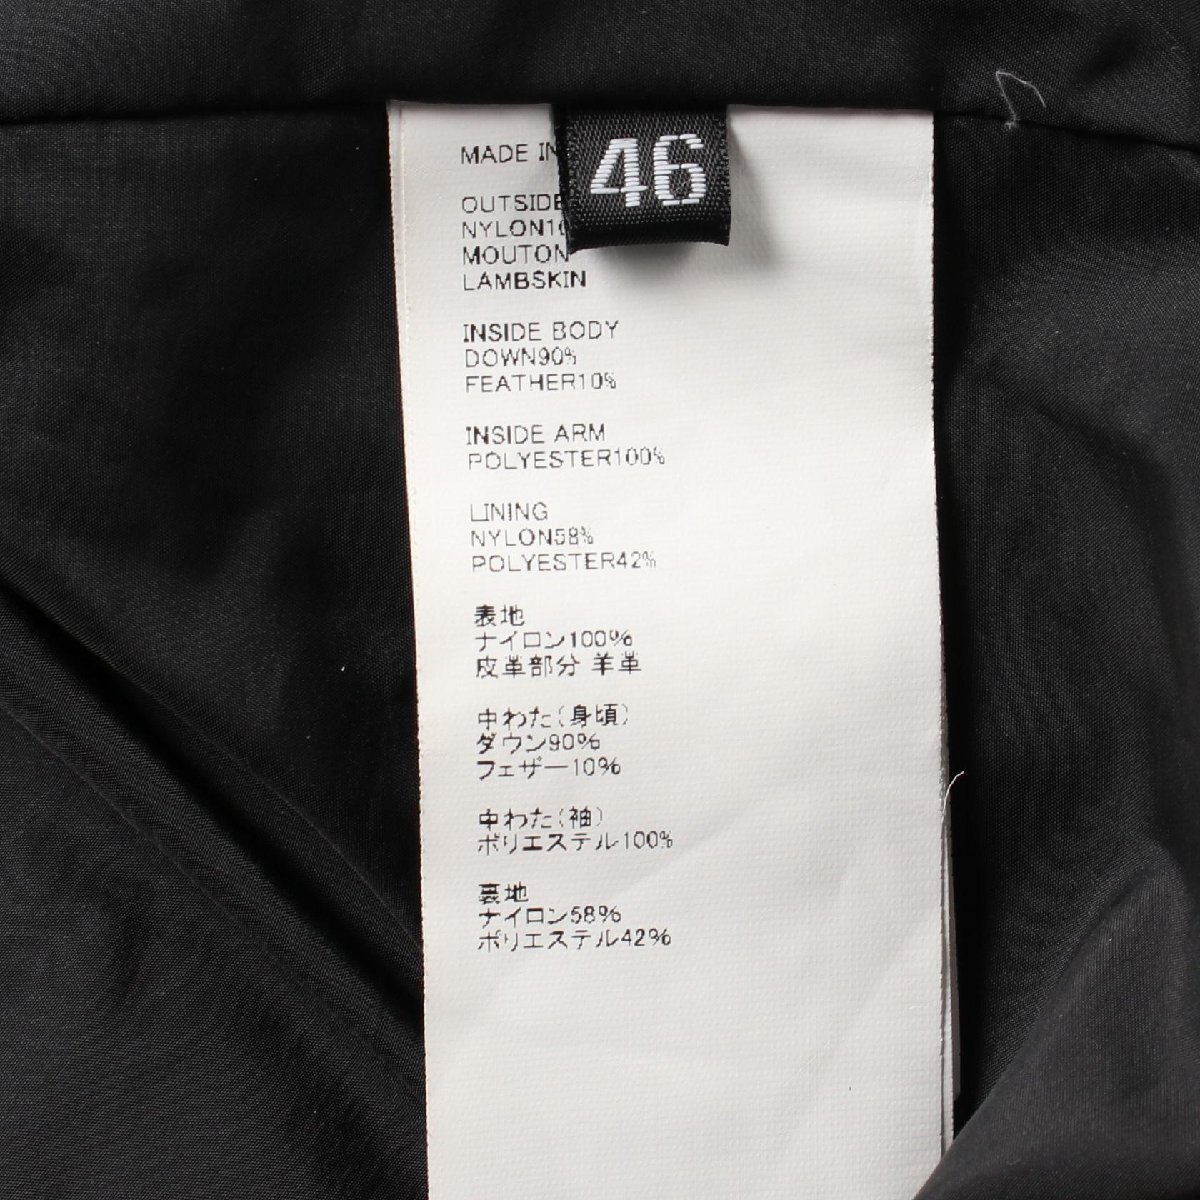 46
MADE IN
OUTSIDE
NYLON10
MOUTON
LAMBSKIN
INSIDE BODY
DOWN90%
FEATHER10%
INSIDE ARM
POLYESTER100%
LINING
NYLON58%
POLYESTER42%
表地
ナイロン100%
皮革部分 羊革
中わた(身頃)
ダウン90%
フェザー10%
中わた(袖)
ポリエステル100%
裏地
ナイロン58%
ポリエステル42%